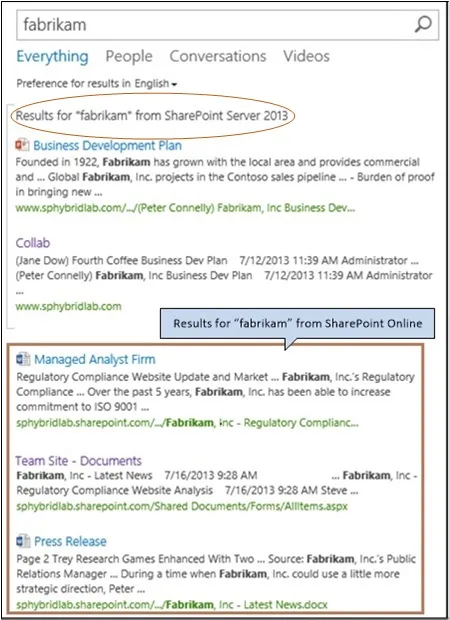 fabrikam
Everything People Conversations Videos
Preference for results in English
Results for "fabrikam" from SharePoint Server 2013
Business Development Plan
Founded in 1922, Fabrikam has grown with the local area and provides commercial
and ... Global Fabrikam, Inc. projects in the Contoso sales pipeline ... - Burden of proof
in bringing new ...
www.sphybridlab.com/.../(Peter Connelly) Fabrikam, Inc Business Dev...
Collab
(Jane Dow) Fourth Coffee Business Dev Plan 7/12/2013 11:39 AM Administrator ...
(Peter Connelly) Fabrikam, Inc Business Dev Plan 7/12/2013 11:39 AM Administrator
...
www.sphybridlab.com
Results for “fabrikam” from SharePoint Online
Managed Analyst Firm
Regulatory Compliance Website Update and Market ... Fabrikam, Inc.'s Regulatory
Compliance ... Over the past 5 years, Fabrikam, Inc. has been able to increase
commitment to ISO 9001 ...
sphybridlab.sharepoint.com/.../Fabrikam, Inc - Regulatory Complianc...
Team Site - Documents
Fabrikam, Inc - Latest News 7/16/2013 9:28 AM ... Fabrikam, Inc -
Regulatory Compliance Website Analysis 7/16/2013 9:28 AM Steve ...
sphybridlab.sharepoint.com/Shared Documents/Forms/AllItems.aspx
Press Release
Page 2 Trey Research Games Enhanced With Two ... Source: Fabrikam, Inc.'s Public
Relations Manager ... During a time when Fabrikam, Inc. could use a little more
strategic direction, Peter ...
sphybridlab.sharepoint.com/.../Fabrikam, Inc - Latest News.docx